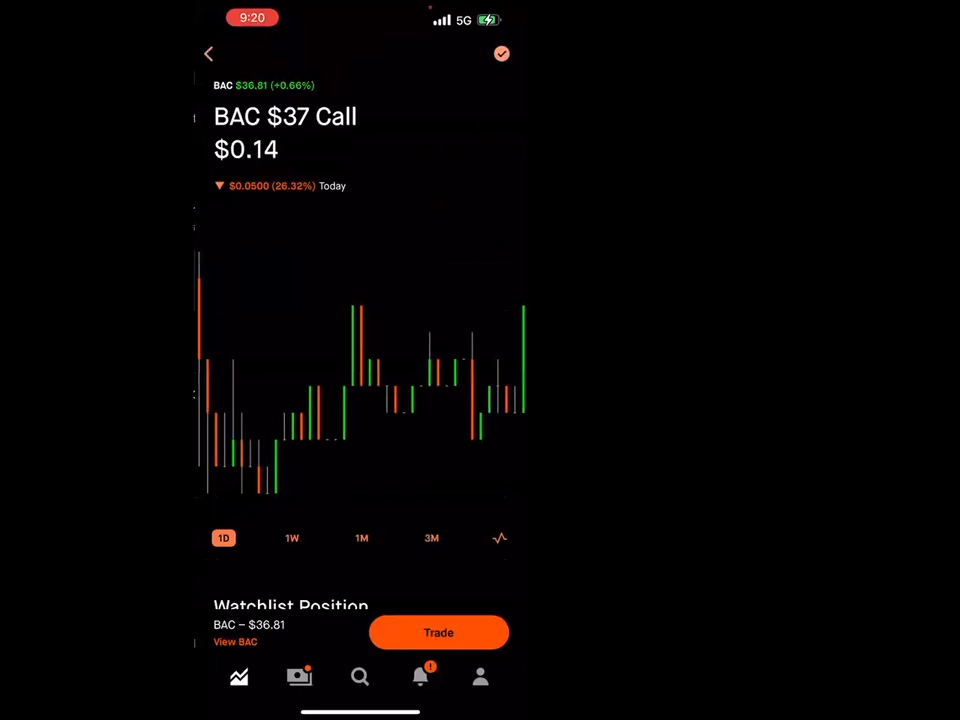 9:20
5G
BAC $36.81 (+0.66%)
BAC $37 Call
$0.14
▼ $0.0500 (26.32%) Today
1D 1W 1M 3M
Watchlist Position
BAC – $36.81
View BAC
Trade
!